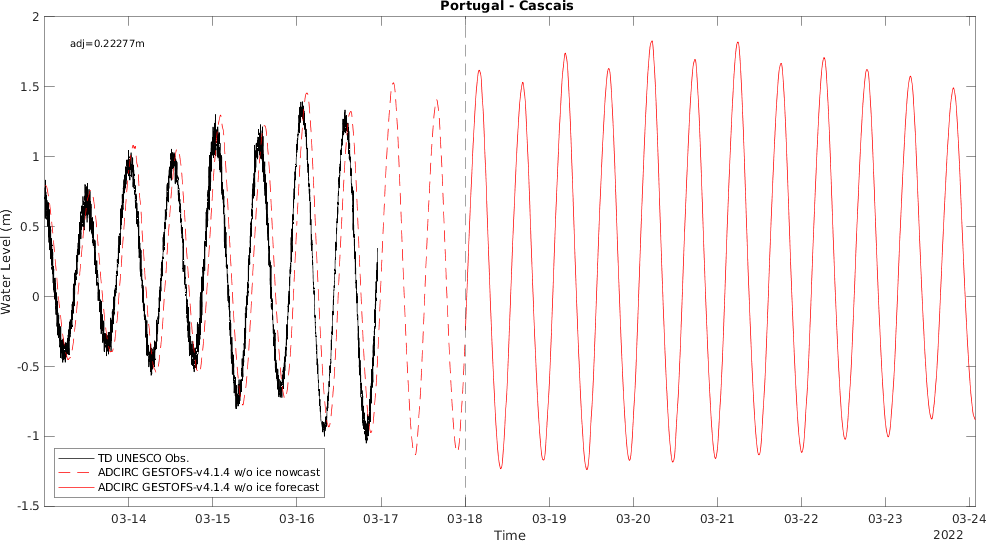 Portugal - Cascais
adj=0.22277m
Water Level (m)
2
1.5
1
0.5
0
-0.5
-1
-1.5
TD UNESCO Obs.
ADCIRC GESTOFS-v4.1.4 w/o ice nowcast
ADCIRC GESTOFS-v4.1.4 w/o ice forecast
03-14 03-15 03-16 03-17 03-18 03-19 03-20 03-21 03-22 03-23 03-24
Time
2022